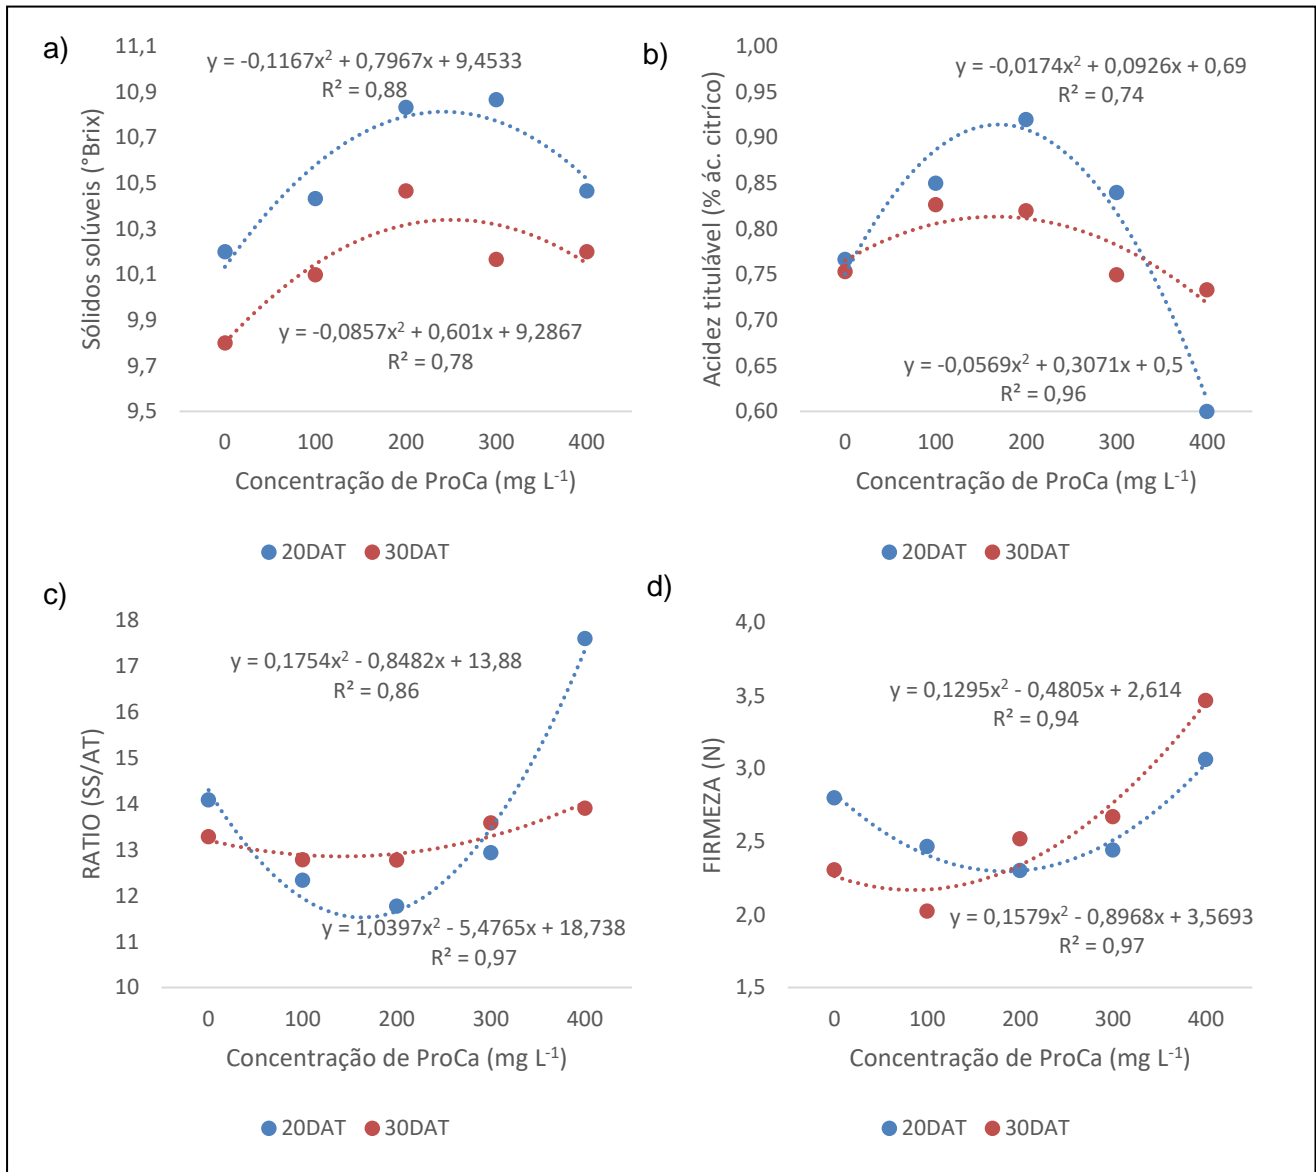 a)
Sólidos solúveis (°Brix)
11,1
10,9
10,7
10,5
10,3
10,1
9,9
9,7
9,5
y = -0,1167x² + 0,7967x + 9,4533
R² = 0,88
y = -0,0857x² + 0,601x + 9,2867
R² = 0,78
0 100 200 300 400
Concentração de ProCa (mg L⁻¹)
20DAT 30DAT
b)
Acidez titulável (% ác. citríco)
1,00
0,95
0,90
0,85
0,80
0,75
0,70
0,65
0,60
y = -0,0174x² + 0,0926x + 0,69
R² = 0,74
y = -0,0569x² + 0,3071x + 0,5
R² = 0,96
0 100 200 300 400
Concentração de ProCa (mg L⁻¹)
20DAT 30DAT
c)
RATIO (SS/AT)
18
17
16
15
14
13
12
11
10
y = 0,1754x² - 0,8482x + 13,88
R² = 0,86
y = 1,0397x² - 5,4765x + 18,738
R² = 0,97
0 100 200 300 400
Concentração de ProCa (mg L⁻¹)
20DAT 30DAT
d)
FIRMEZA (N)
4,0
3,5
3,0
2,5
2,0
1,5
y = 0,1295x² - 0,4805x + 2,614
R² = 0,94
y = 0,1579x² - 0,8968x + 3,5693
R² = 0,97
0 100 200 300 400
Concentração de ProCa (mg L⁻¹)
20DAT 30DAT